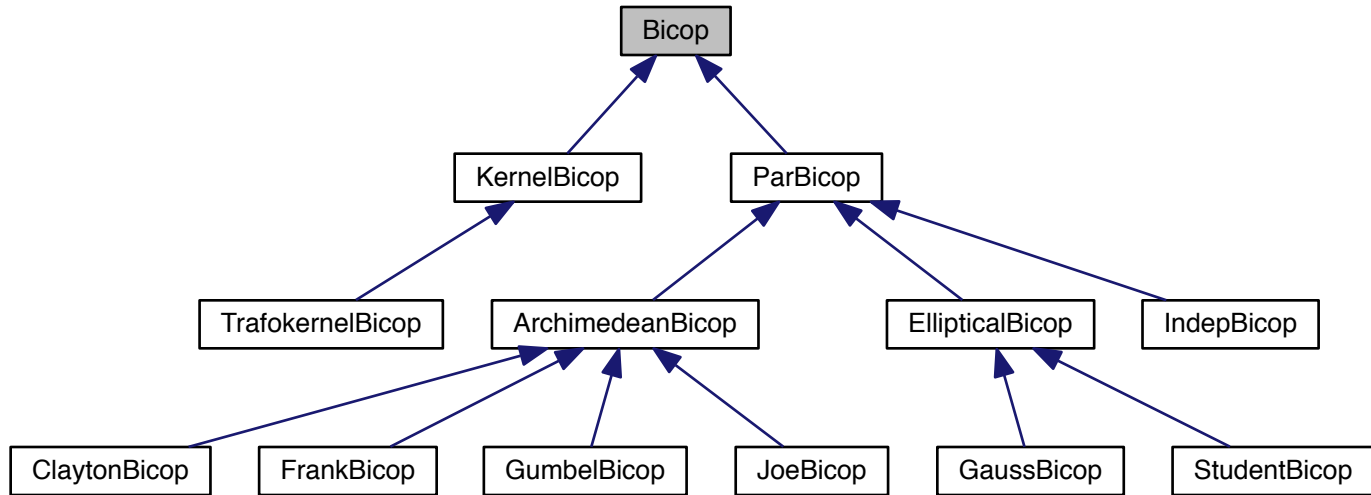 Bicop
KernelBicop ParBicop
TrafokernelBicop ArchimedeanBicop EllipticalBicop IndepBicop
ClaytonBicop FrankBicop GumbelBicop JoeBicop GaussBicop StudentBicop